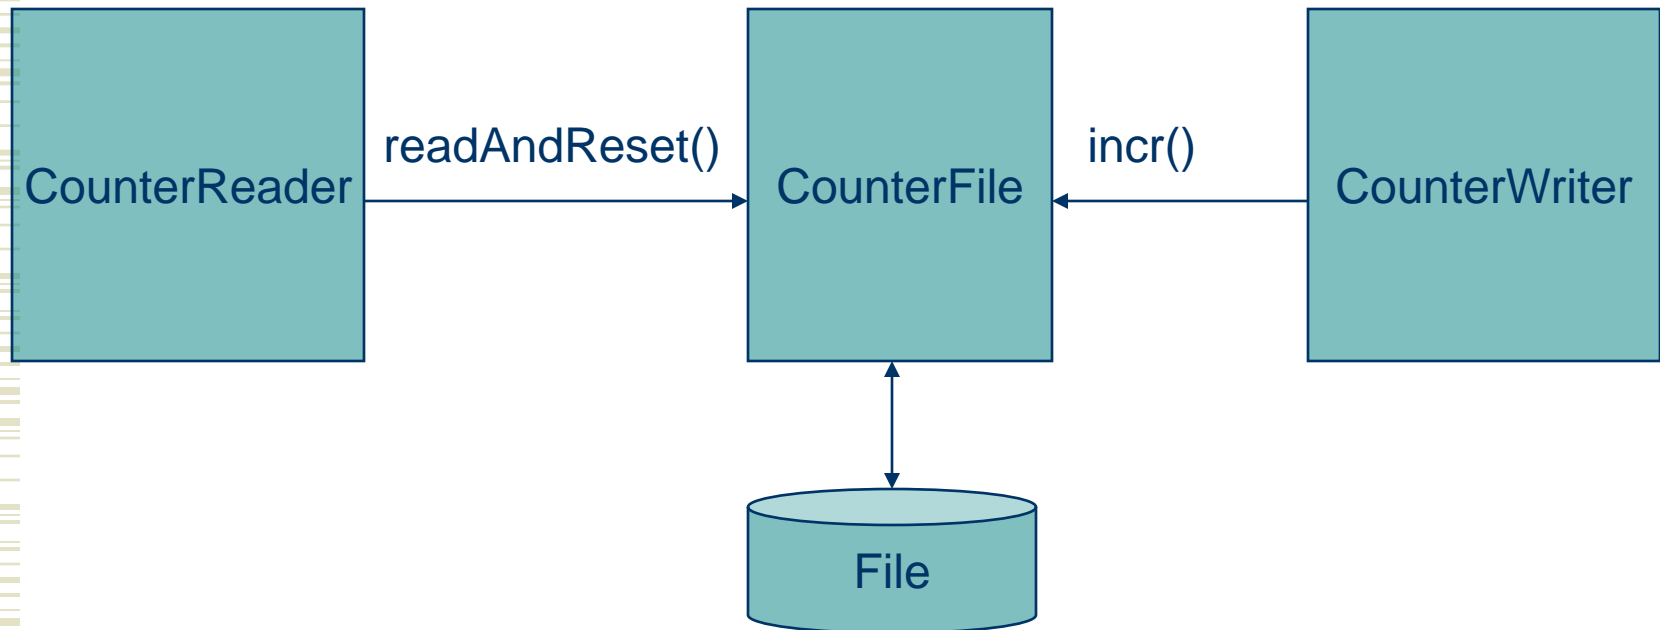 readAndReset()
incr()
CounterReader
CounterFile
CounterWriter
File